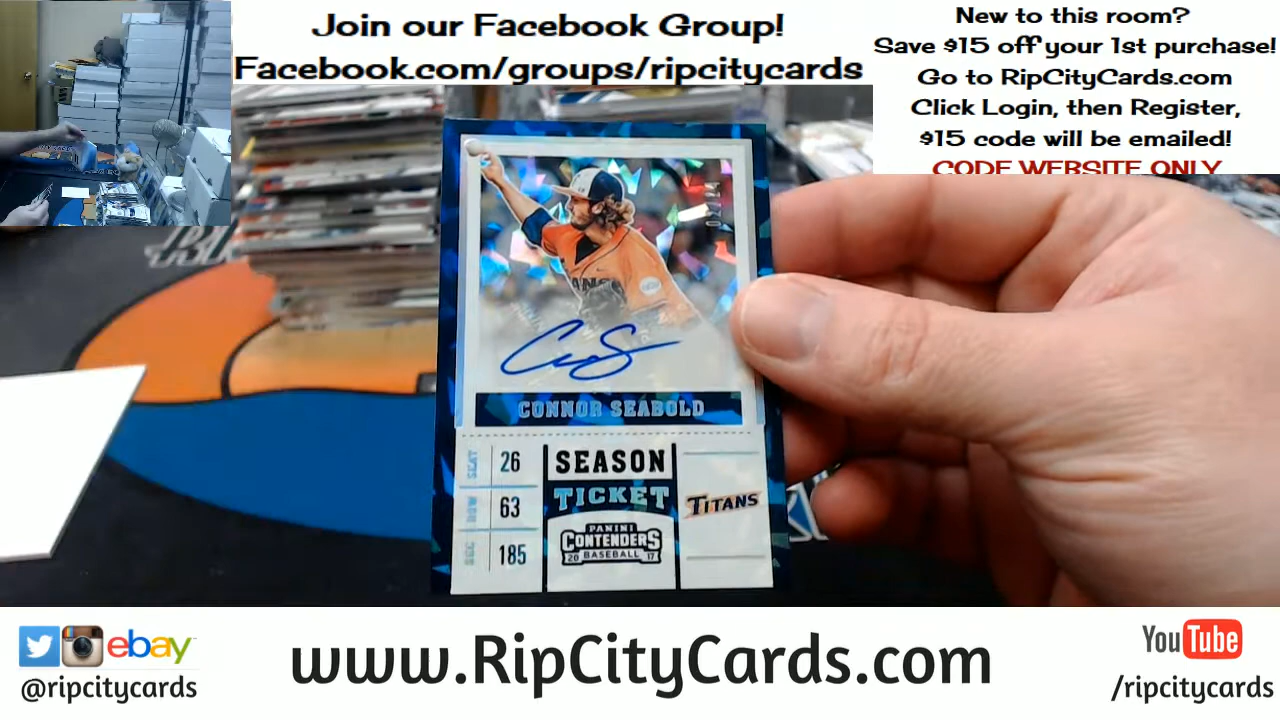 Join our Facebook Group!
Facebook.com/groups/ripcitycards
New to this room?
Save $15 off your 1st purchase!
Go to RipCityCards.com
Click Login, then Register,
$15 code will be emailed!
CODE WEBSITE ONLY
CONNOR SEABOLD
SEAT 26
ROW 63
SEC 185
SEASON
TICKET
PANINI
CONTENDERS
20 BASEBALL 17
TITANS
ebay
@ripcitycards
www.RipCityCards.com
YouTube
/ripcitycards